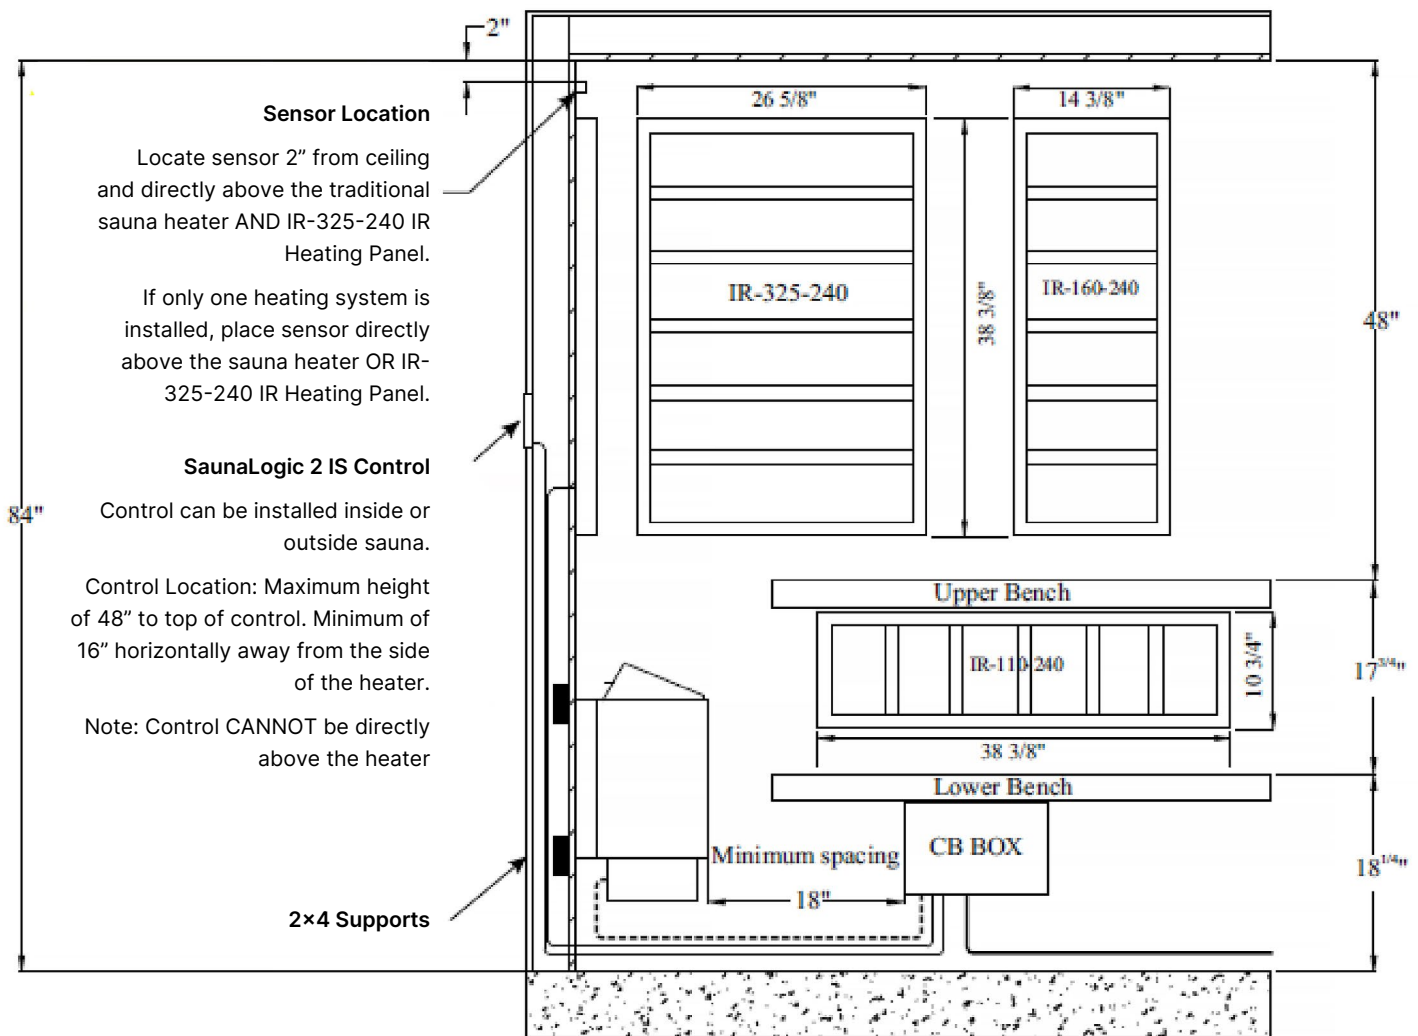 2"
26 5/8"
14 3/8"
Sensor Location
Locate sensor 2” from ceiling
and directly above the traditional
sauna heater AND IR-325-240 IR
Heating Panel.
If only one heating system is
installed, place sensor directly
above the sauna heater OR IR-
325-240 IR Heating Panel.
IR-325-240
38 3/8"
IR-160-240
48"
SaunaLogic 2 IS Control
Control can be installed inside or
outside sauna.
Control Location: Maximum height
of 48” to top of control. Minimum of
16” horizontally away from the side
of the heater.
Note: Control CANNOT be directly
above the heater
84"
Upper Bench
IR-110-240
10 3/4"
17 3/4"
38 3/8"
Lower Bench
Minimum spacing
CB BOX
18 1/4"
18"
2×4 Supports